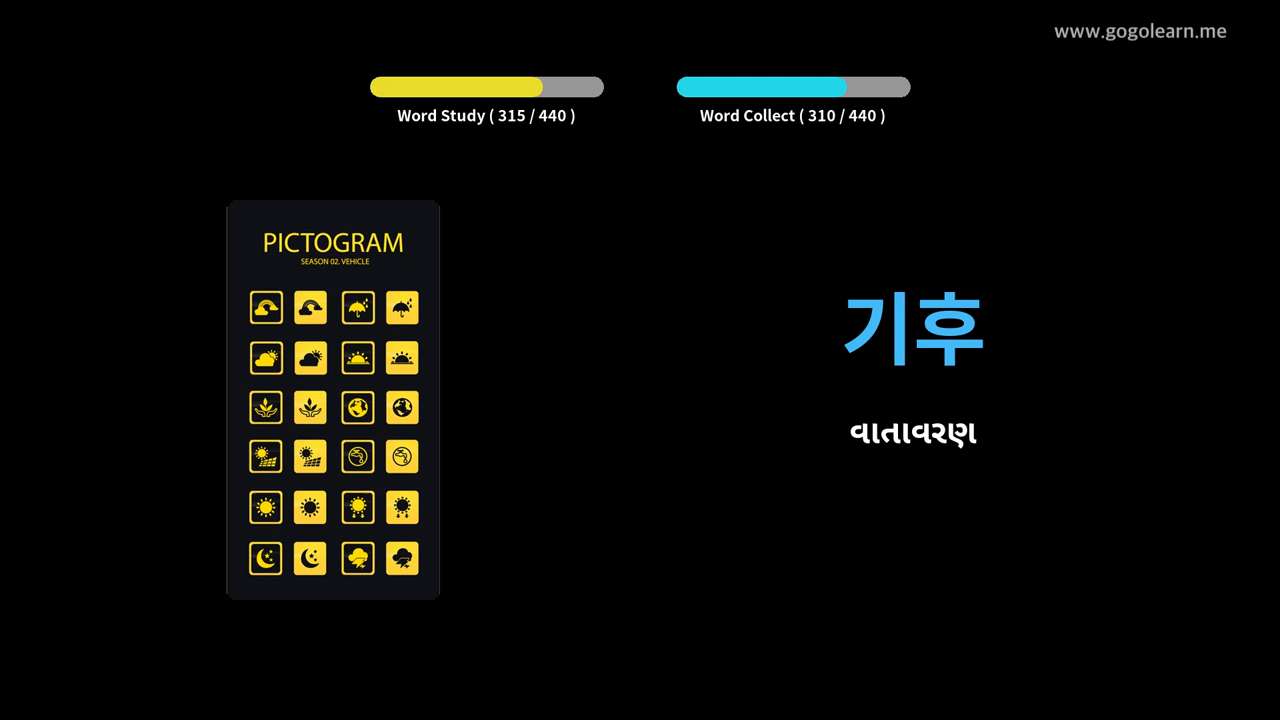 www.gogolearn.me
Word Study ( 315 / 440 )
Word Collect ( 310 / 440 )
PICTOGRAM
SEASON 02. VEHICLE
기후
વાતાવરણ